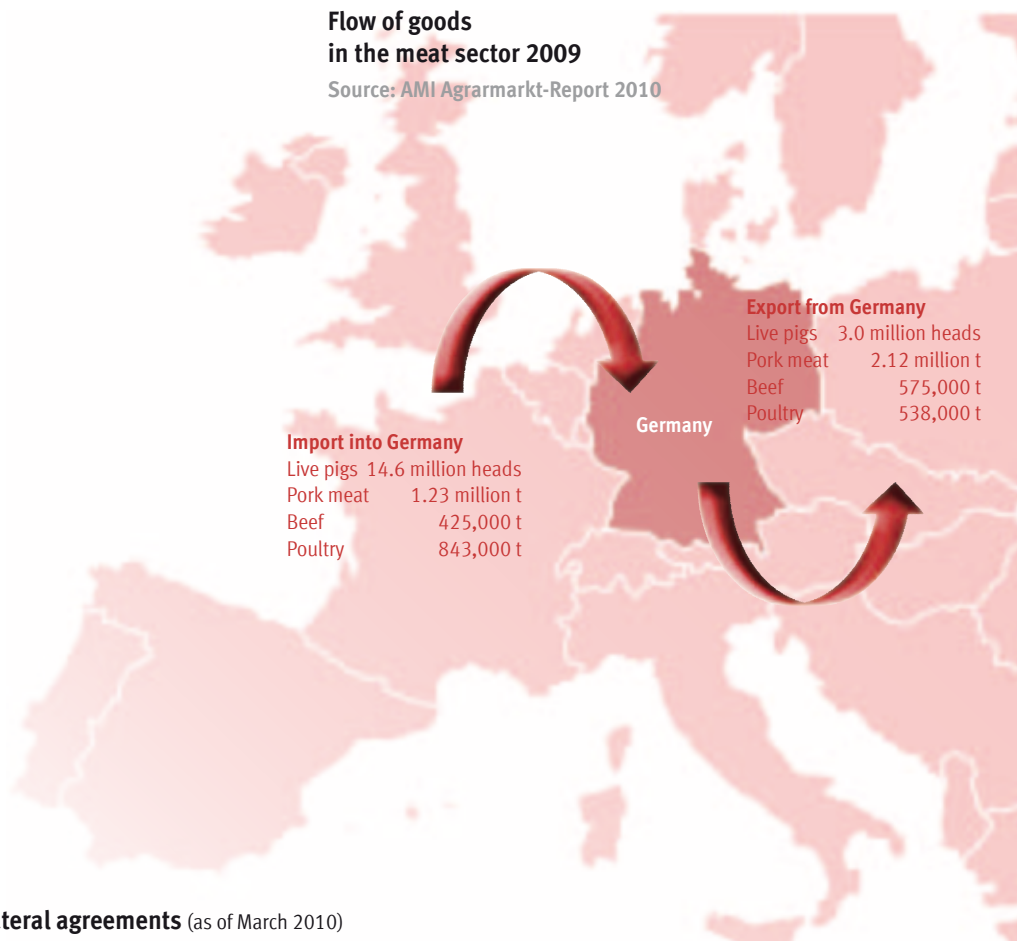 Flow of goods
in the meat sector 2009
Source: AMI Agrarmarkt-Report 2010
Export from Germany
Live pigs 3.0 million heads
Pork meat 2.12 million t
Beef 575,000 t
Poultry 538,000 t
Germany
Import into Germany
Live pigs 14.6 million heads
Pork meat 1.23 million t
Beef 425,000 t
Poultry 843,000 t
agreements (as of March 2010)